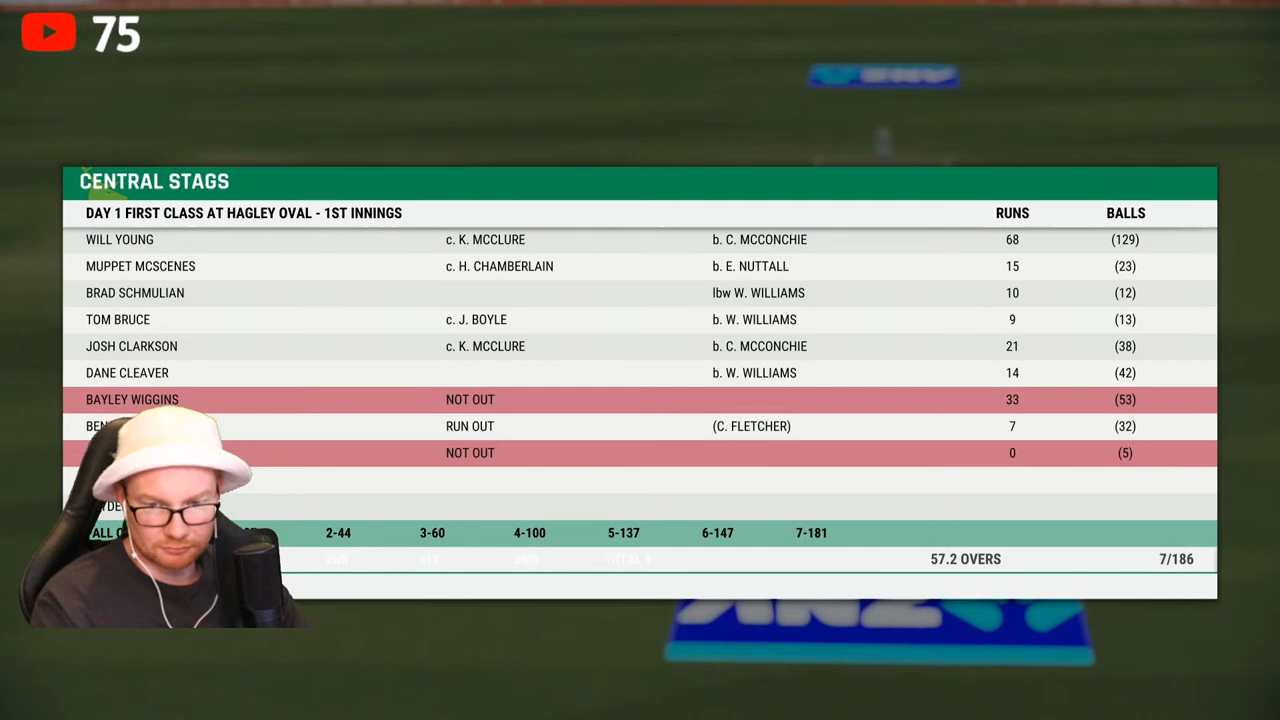 75
CENTRAL STAGS
DAY 1 FIRST CLASS AT HAGLEY OVAL - 1ST INNINGS RUNS BALLS
WILL YOUNG c. K. MCCLURE b. C. MCCONCHIE 68 (129)
MUPPET MCSCENES c. H. CHAMBERLAIN b. E. NUTTALL 15 (23)
BRAD SCHMULIAN lbw W. WILLIAMS 10 (12)
TOM BRUCE c. J. BOYLE b. W. WILLIAMS 9 (13)
JOSH CLARKSON c. K. MCCLURE b. C. MCCONCHIE 21 (38)
DANE CLEAVER b. W. WILLIAMS 14 (42)
BAYLEY WIGGINS NOT OUT 33 (53)
BEN RUN OUT (C. FLETCHER) 7 (32)
NOT OUT 0 (5)
2-44 3-60 4-100 5-137 6-147 7-181
57.2 OVERS 7/186
ANZ